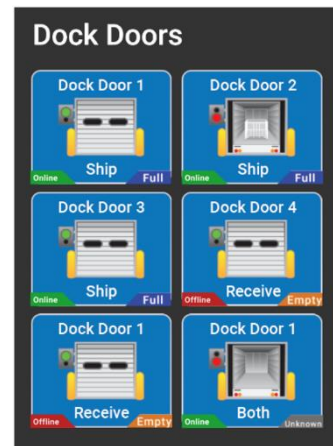 Dock Doors
Dock Door 1
Ship
Online
Full
Dock Door 2
Ship
Online
Full
Dock Door 3
Ship
Online
Full
Dock Door 4
Receive
Offline
Empty
Dock Door 1
Receive
Offline
Empty
Dock Door 1
Both
Online
Unknown